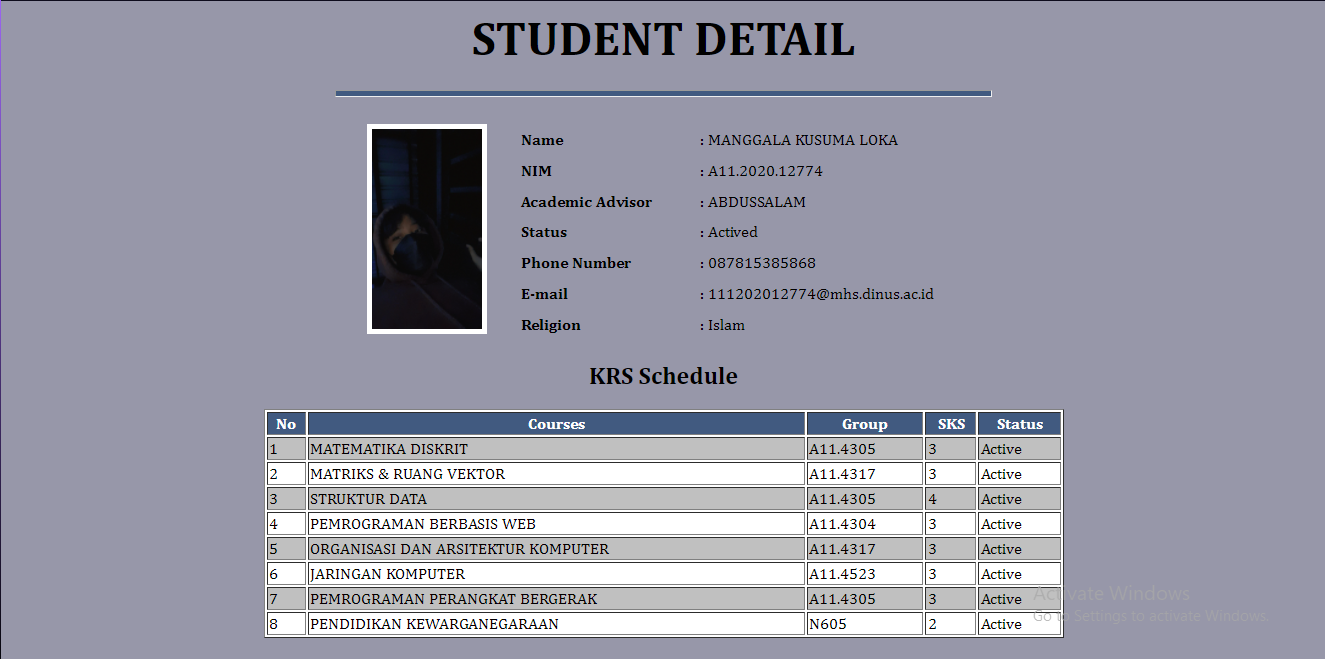 STUDENT DETAIL
Name : MANGGALA KUSUMA LOKA
NIM : A11.2020.12774
Academic Advisor : ABDUSSALAM
Status : Actived
Phone Number : 087815385868
E-mail : 111202012774@mhs.dinus.ac.id
Religion : Islam
KRS Schedule
No Courses Group SKS Status
1 MATEMATIKA DISKRIT A11.4305 3 Active
2 MATRIKS & RUANG VEKTOR A11.4317 3 Active
3 STRUKTUR DATA A11.4305 4 Active
4 PEMROGRAMAN BERBASIS WEB A11.4304 3 Active
5 ORGANISASI DAN ARSITEKTUR KOMPUTER A11.4317 3 Active
6 JARINGAN KOMPUTER A11.4523 3 Active
7 PEMROGRAMAN PERANGKAT BERGERAK A11.4305 3 Active
8 PENDIDIKAN KEWARGANEGARAAN N605 2 Active
Activate Windows
Go to Settings to activate Windows.